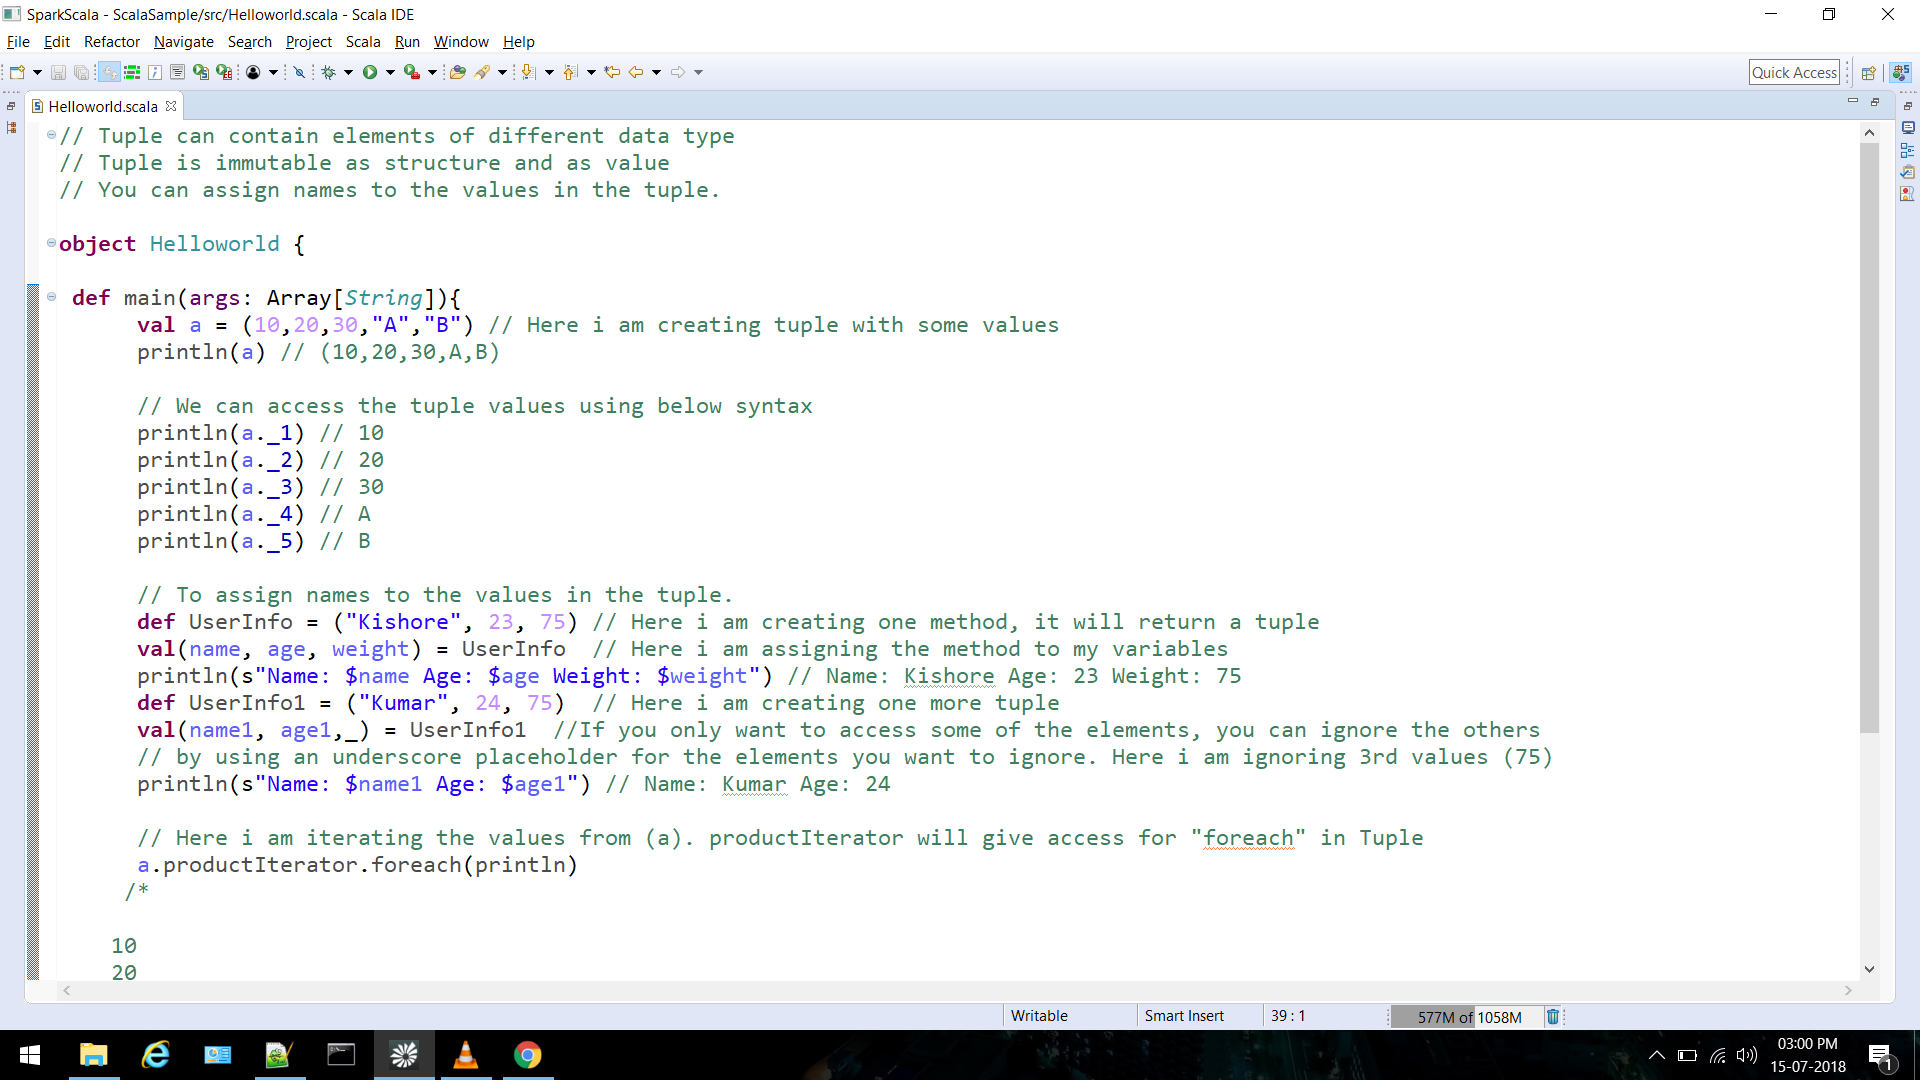 SparkScala - ScalaSample/src/Helloworld.scala - Scala IDE
File Edit Refactor Navigate Search Project Scala Run Window Help
Quick Access
Helloworld.scala
// Tuple can contain elements of different data type
// Tuple is immutable as structure and as value
// You can assign names to the values in the tuple.
object Helloworld {
def main(args: Array[String]){
val a = (10,20,30,"A","B") // Here i am creating tuple with some values
println(a) // (10,20,30,A,B)
// We can access the tuple values using below syntax
println(a._1) // 10
println(a._2) // 20
println(a._3) // 30
println(a._4) // A
println(a._5) // B
// To assign names to the values in the tuple.
def UserInfo = ("Kishore", 23, 75) // Here i am creating one method, it will return a tuple
val(name, age, weight) = UserInfo  // Here i am assigning the method to my variables
println(s"Name: $name Age: $age Weight: $weight") // Name: Kishore Age: 23 Weight: 75
def UserInfo1 = ("Kumar", 24, 75)  // Here i am creating one more tuple
val(name1, age1,_) = UserInfo1  //If you only want to access some of the elements, you can ignore the others
// by using an underscore placeholder for the elements you want to ignore. Here i am ignoring 3rd values (75)
println(s"Name: $name1 Age: $age1") // Name: Kumar Age: 24
// Here i am iterating the values from (a). productIterator will give access for "foreach" in Tuple
a.productIterator.foreach(println)
/*
10
20
Writable Smart Insert 39 : 1 577M of 1058M
03:00 PM
15-07-2018
1